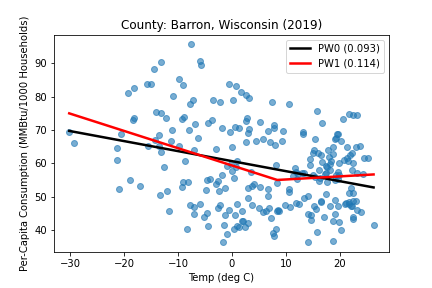 County: Barron, Wisconsin (2019)
PW0 (0.093)
PW1 (0.114)
Per-Capita Consumption (MMBtu/1000 Households)
90
80
70
60
50
40
−30 −20 −10 0 10 20
Temp (deg C)